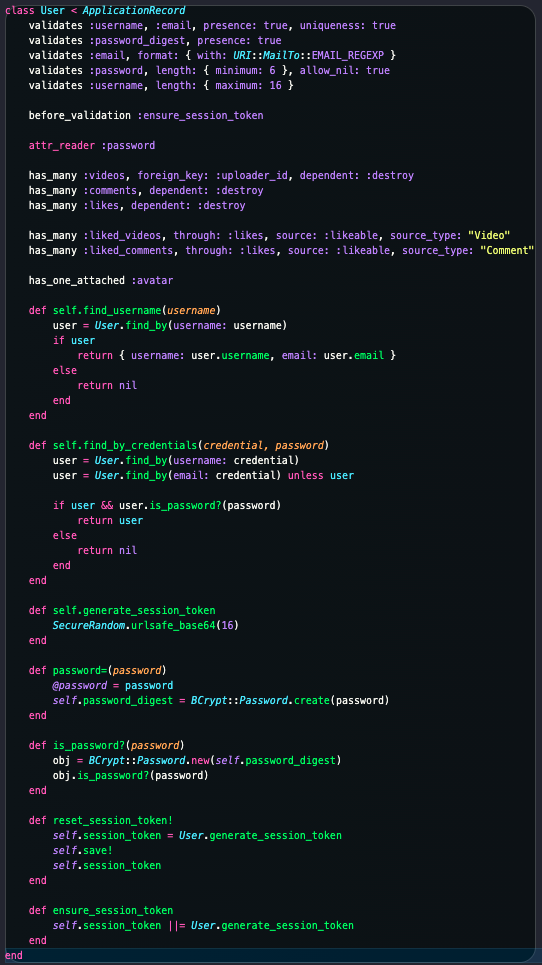 class User < ApplicationRecord
    validates :username, :email, presence: true, uniqueness: true
    validates :password_digest, presence: true
    validates :email, format: { with: URI::MailTo::EMAIL_REGEXP }
    validates :password, length: { minimum: 6 }, allow_nil: true
    validates :username, length: { maximum: 16 }

    before_validation :ensure_session_token

    attr_reader :password

    has_many :videos, foreign_key: :uploader_id, dependent: :destroy
    has_many :comments, dependent: :destroy
    has_many :likes, dependent: :destroy

    has_many :liked_videos, through: :likes, source: :likeable, source_type: "Video"
    has_many :liked_comments, through: :likes, source: :likeable, source_type: "Comment"

    has_one_attached :avatar

    def self.find_username(username)
        user = User.find_by(username: username)
        if user
            return { username: user.username, email: user.email }
        else
            return nil
        end
    end

    def self.find_by_credentials(credential, password)
        user = User.find_by(username: credential)
        user = User.find_by(email: credential) unless user

        if user && user.is_password?(password)
            return user
        else
            return nil
        end
    end

    def self.generate_session_token
        SecureRandom.urlsafe_base64(16)
    end

    def password=(password)
        @password = password
        self.password_digest = BCrypt::Password.create(password)
    end

    def is_password?(password)
        obj = BCrypt::Password.new(self.password_digest)
        obj.is_password?(password)
    end

    def reset_session_token!
        self.session_token = User.generate_session_token
        self.save!
        self.session_token
    end

    def ensure_session_token
        self.session_token ||= User.generate_session_token
    end
end